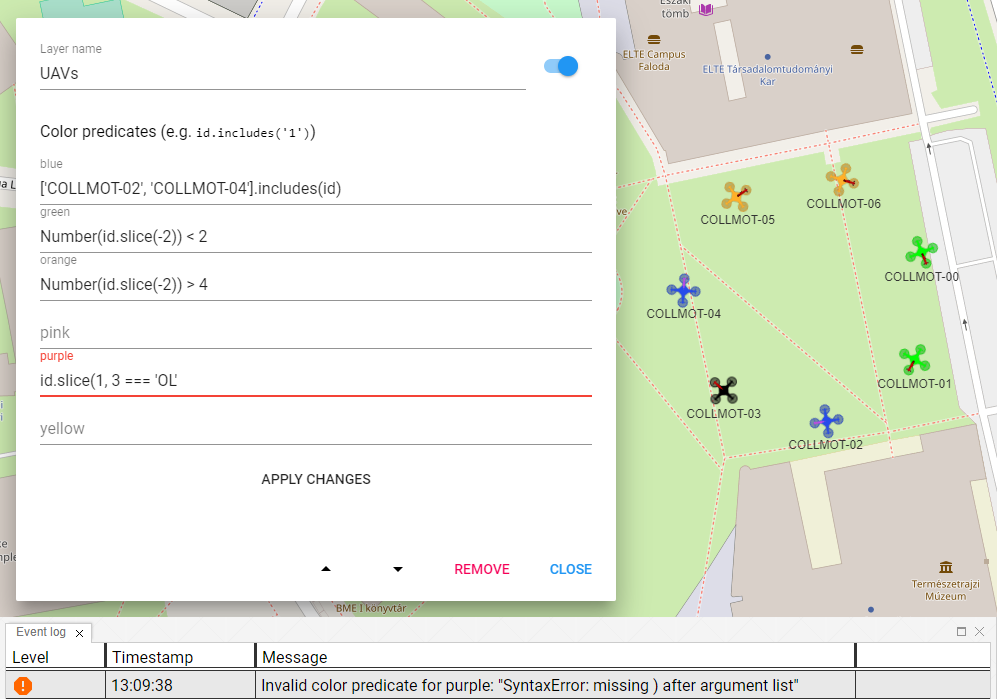 Layer name
UAVs
Color predicates (e.g. id.includes('1'))
blue
['COLLMOT-02', 'COLLMOT-04'].includes(id)
green
Number(id.slice(-2)) < 2
orange
Number(id.slice(-2)) > 4
pink
purple
id.slice(1, 3 === 'OL'
yellow
APPLY CHANGES
REMOVE
CLOSE
Északi
tömb
ELTE Campus
Faloda
ELTE Társadalomtudományi
Kar
COLLMOT-05
COLLMOT-06
COLLMOT-00
COLLMOT-04
COLLMOT-01
COLLMOT-03
COLLMOT-02
Természetrajzi
Múzeum
BME I könyvtár
Event log
Level
Timestamp
Message
13:09:38
Invalid color predicate for purple: "SyntaxError: missing ) after argument list"